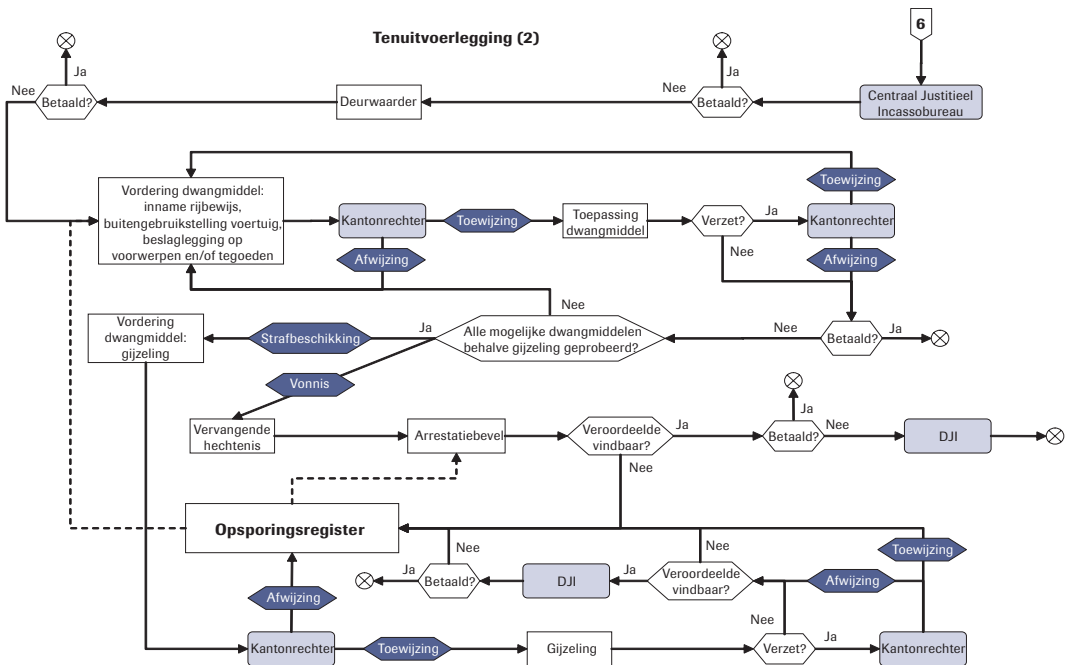 Tenuitvoerlegging (2)
6
Ja
Ja
Nee
Betaald?
Deurwaarder
Nee
Betaald?
Centraal Justitieel
Incassobureau
Toewijzing
Vordering dwangmiddel:
inname rijbewijs,
buitengebruikstelling voertuig,
beslaglegging op
voorwerpen en/of tegoeden
Kantonrechter
Toewijzing
Toepassing
dwangmiddel
Verzet?
Ja
Kantonrechter
Nee
Afwijzing
Afwijzing
Nee
Vordering
dwangmiddel:
gijzeling
Strafbeschikking
Ja
Alle mogelijke dwangmiddelen
behalve gijzeling geprobeerd?
Nee
Betaald?
Ja
Vonnis
Ja
Vervangende
hechtenis
Arrestatiebevel
Veroordeelde
vindbaar?
Ja
Betaald?
Nee
DJI
Nee
Opsporingsregister
Nee
Nee
Toewijzing
Afwijzing
Ja
Betaald?
DJI
Ja
Veroordeelde
vindbaar?
Afwijzing
Nee
Kantonrechter
Toewijzing
Gijzeling
Verzet?
Ja
Kantonrechter